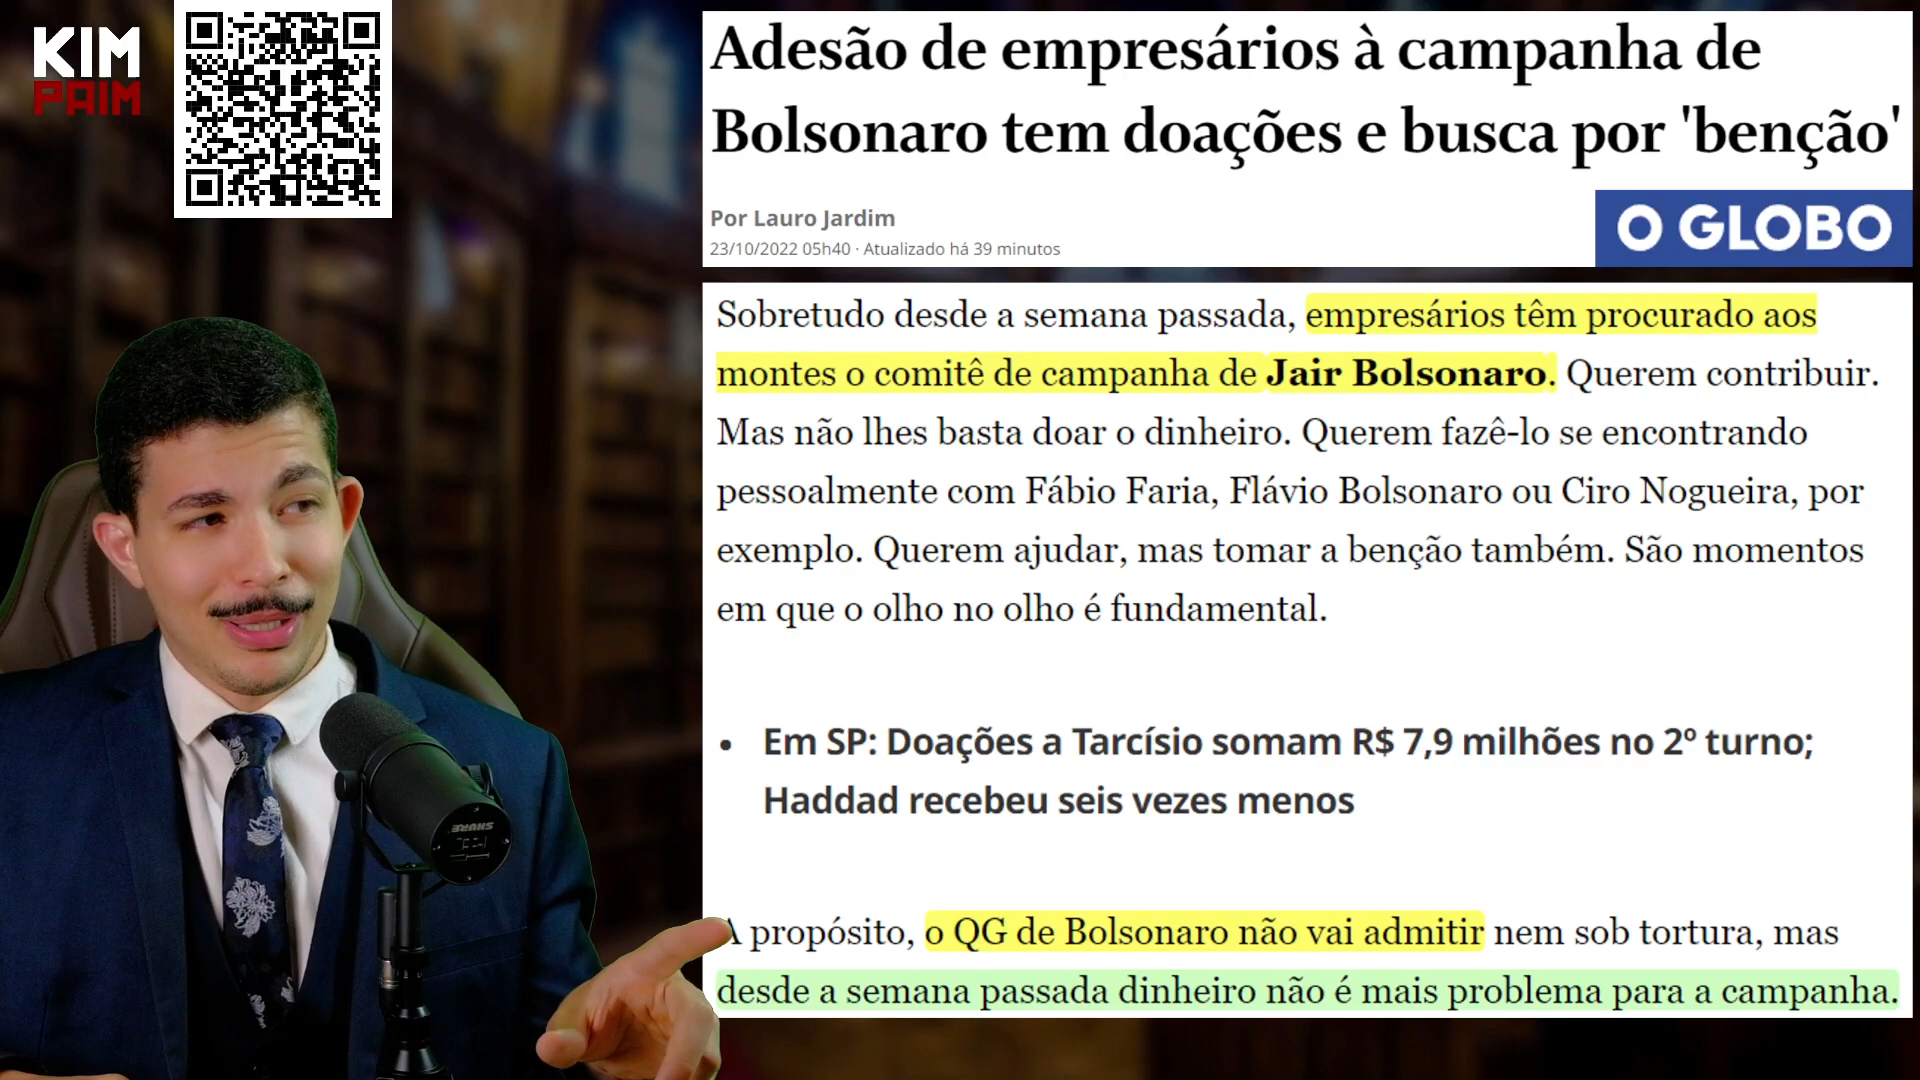 KIM
PAIM
Adesão de empresários à campanha de
Bolsonaro tem doações e busca por 'benção'
Por Lauro Jardim
23/10/2022 05h40 · Atualizado há 39 minutos
O GLOBO
Sobretudo desde a semana passada, empresários têm procurado aos
montes o comitê de campanha de Jair Bolsonaro. Querem contribuir.
Mas não lhes basta doar o dinheiro. Querem fazê-lo se encontrando
pessoalmente com Fábio Faria, Flávio Bolsonaro ou Ciro Nogueira, por
exemplo. Querem ajudar, mas tomar a benção também. São momentos
em que o olho no olho é fundamental.
• Em SP: Doações a Tarcísio somam R$ 7,9 milhões no 2º turno;
Haddad recebeu seis vezes menos
A propósito, o QG de Bolsonaro não vai admitir nem sob tortura, mas
desde a semana passada dinheiro não é mais problema para a campanha.
SHURE